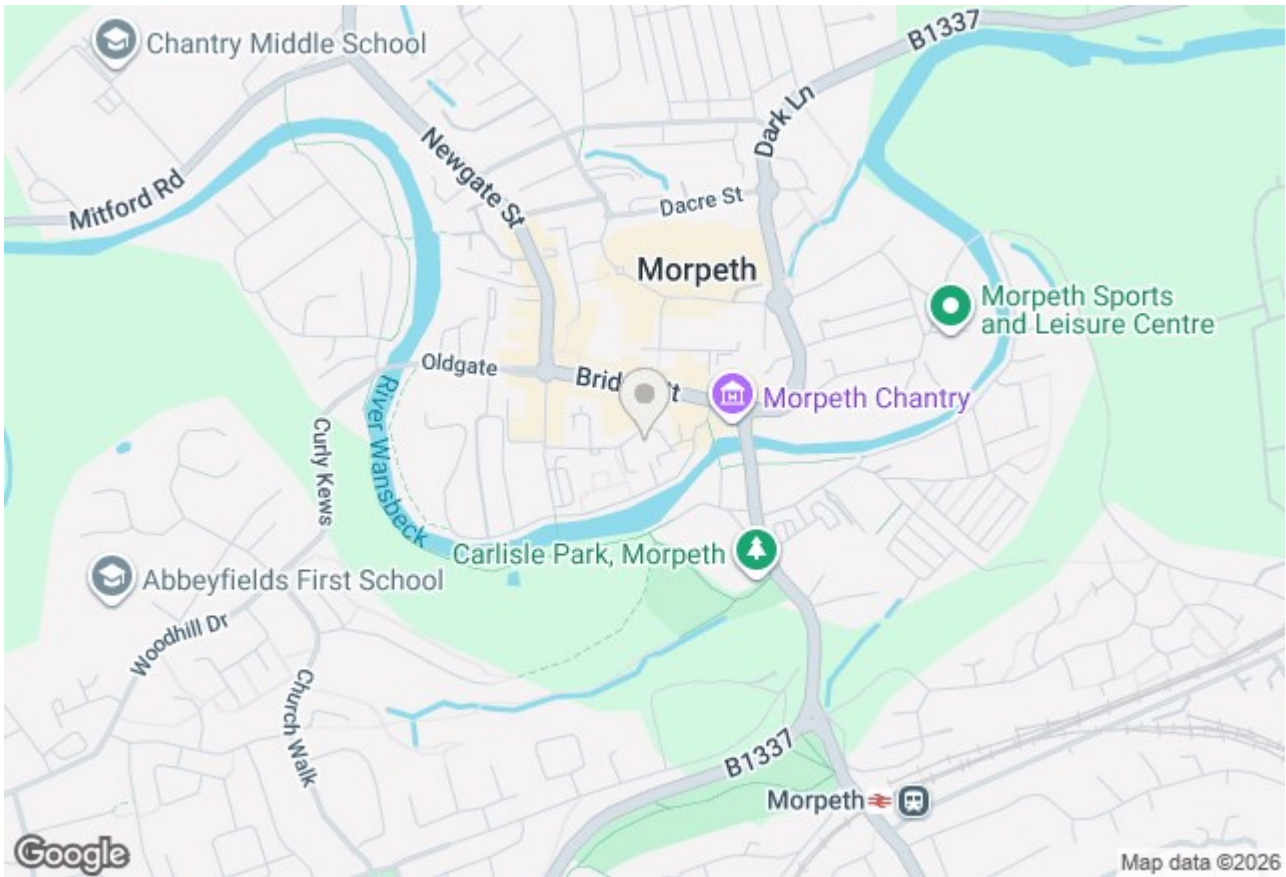 Chantry Middle School
B1337
Dark Ln
Newgate St
Mitford Rd
Dacre St
Morpeth
Morpeth Sports
and Leisure Centre
Oldgate
Morpeth Chantry
River Wansbeck
Curly Kews
Carlisle Park, Morpeth
Abbeyfields First School
Woodhill Dr
Church Walk
B1337
Morpeth
Google
Map data ©2026